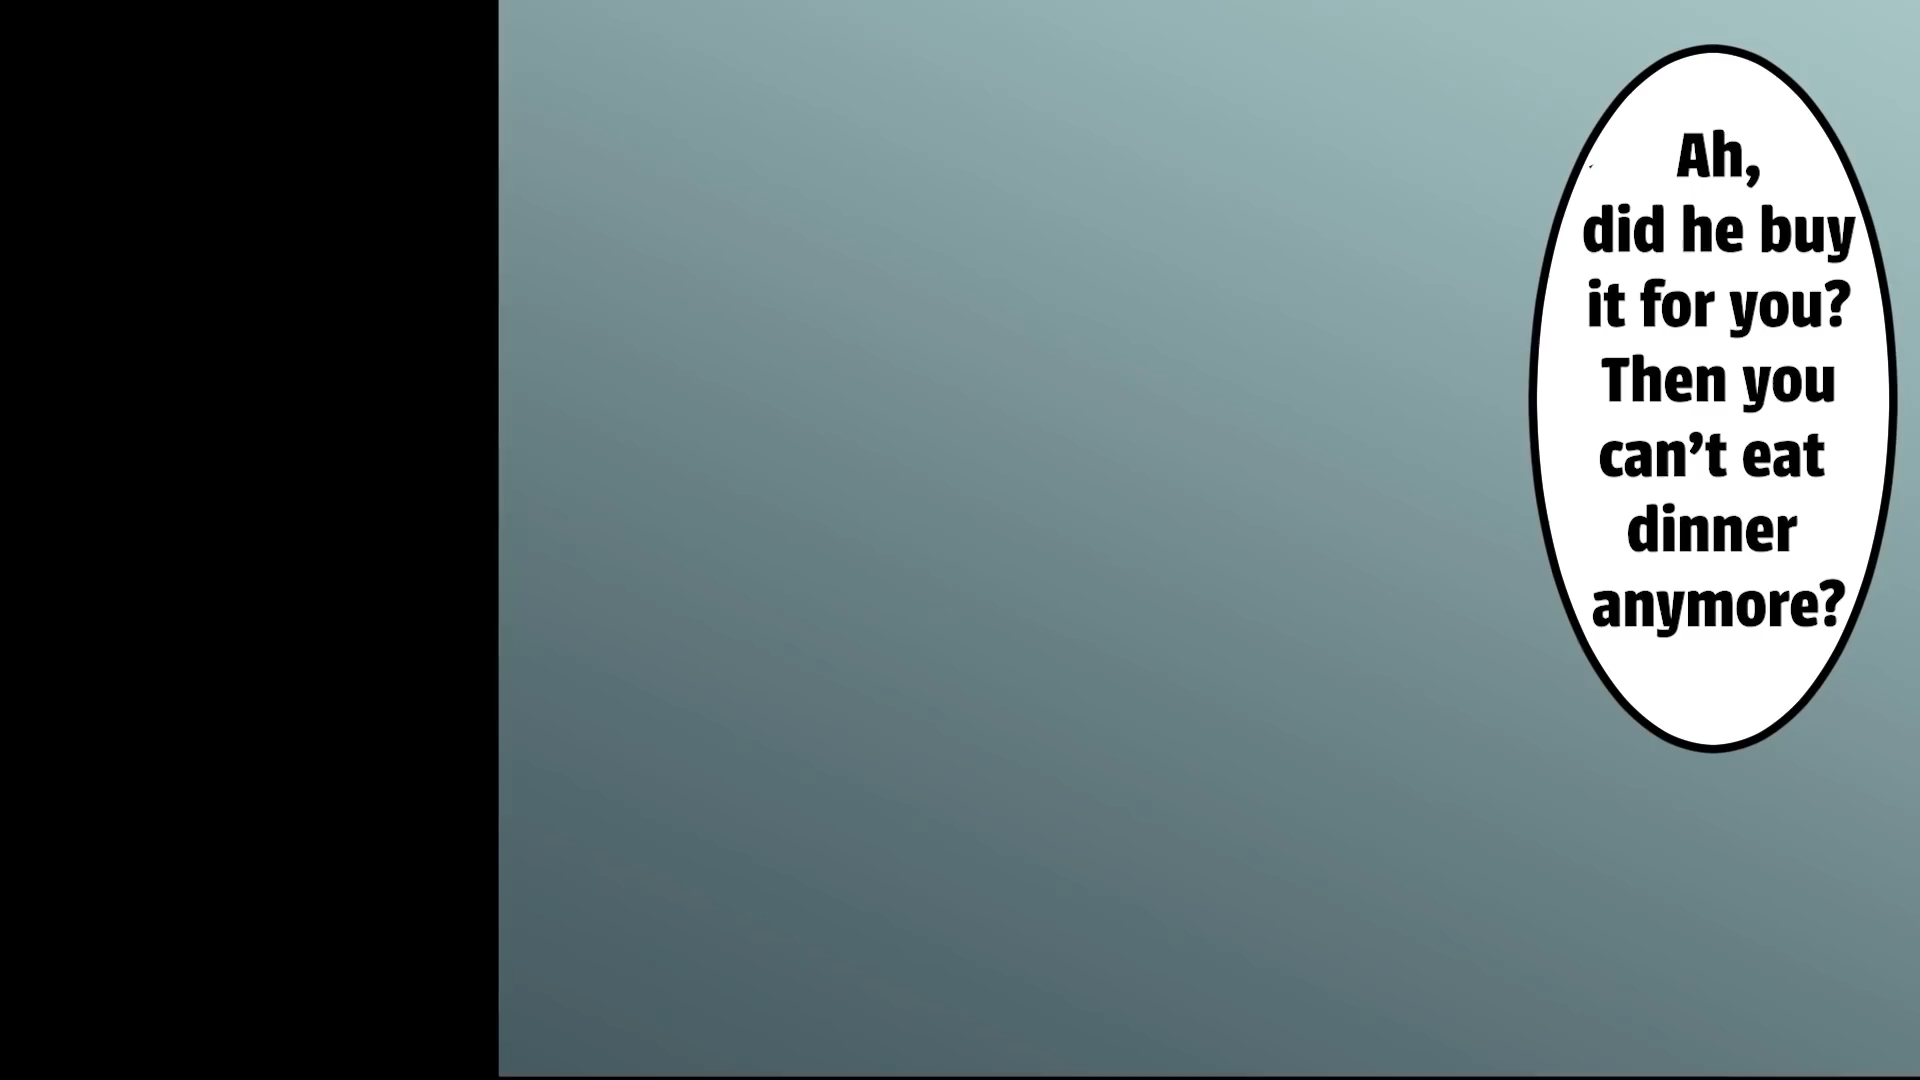 Ah,
did he buy
it for you?
Then you
can’t eat
dinner
anymore?